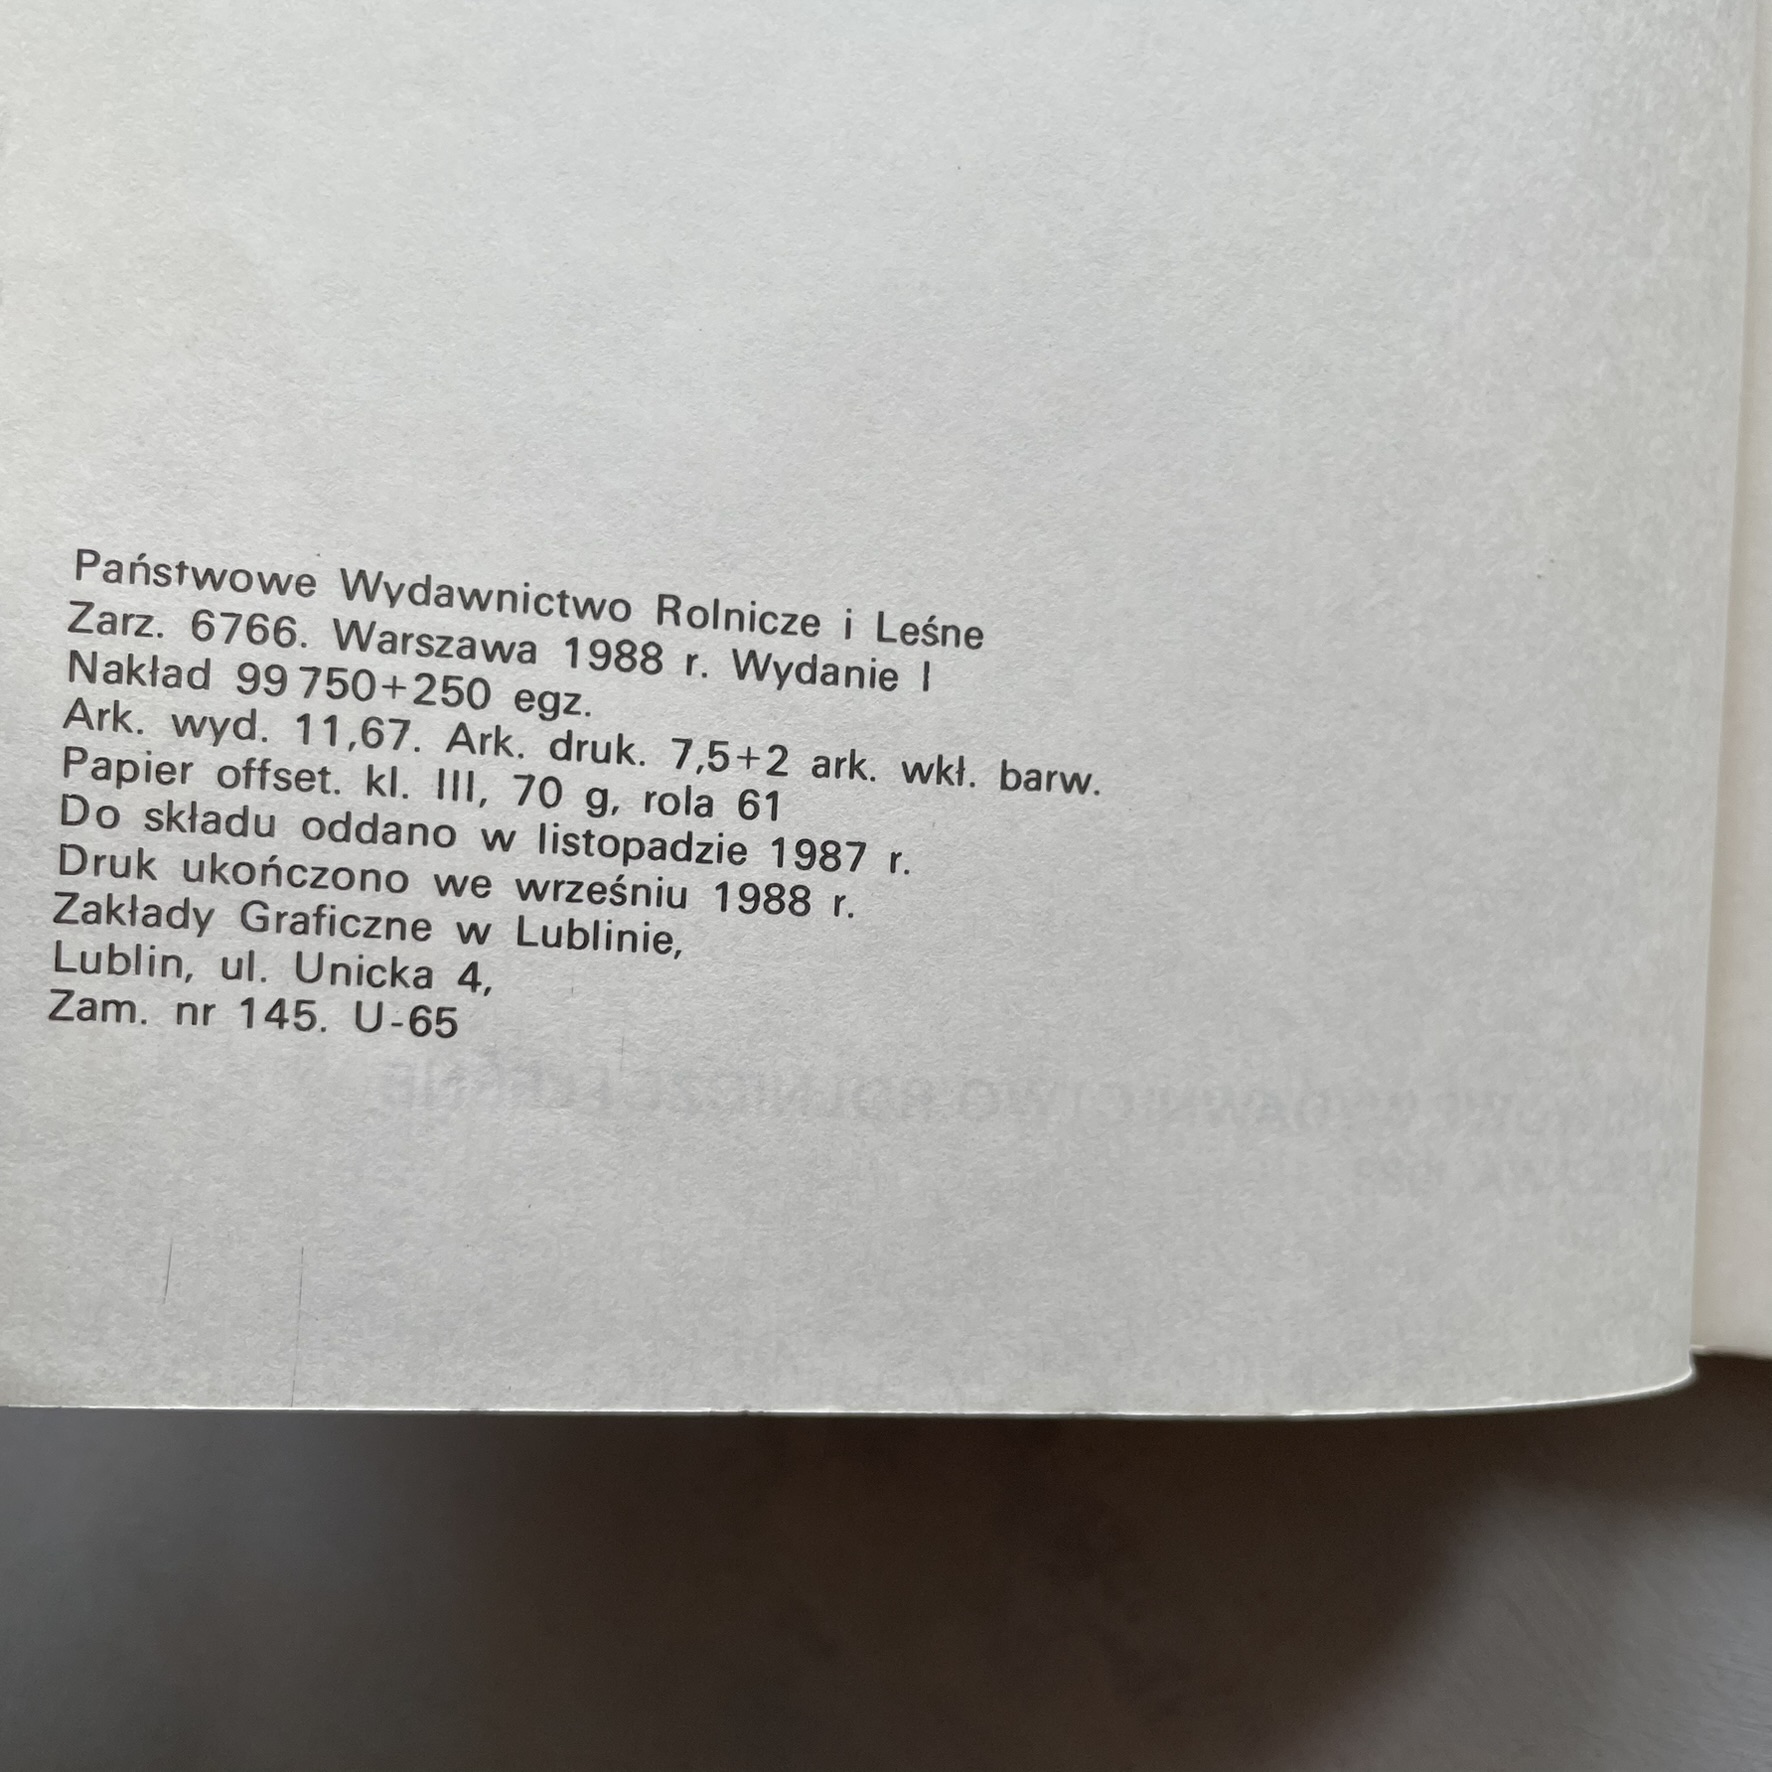 Państwowe Wydawnictwo Rolnicze i Leśne
Zarz. 6766. Warszawa 1988 r. Wydanie I
Nakład 99 750+250 egz.
Ark. wyd. 11,67. Ark. druk. 7,5+2 ark. wkł. barw.
Papier offset. kl. III, 70 g, rola 61
Do składu oddano w listopadzie 1987 r.
Druk ukończono we wrześniu 1988 r.
Zakłady Graficzne w Lublinie,
Lublin, ul. Unicka 4,
Zam. nr 145. U-65